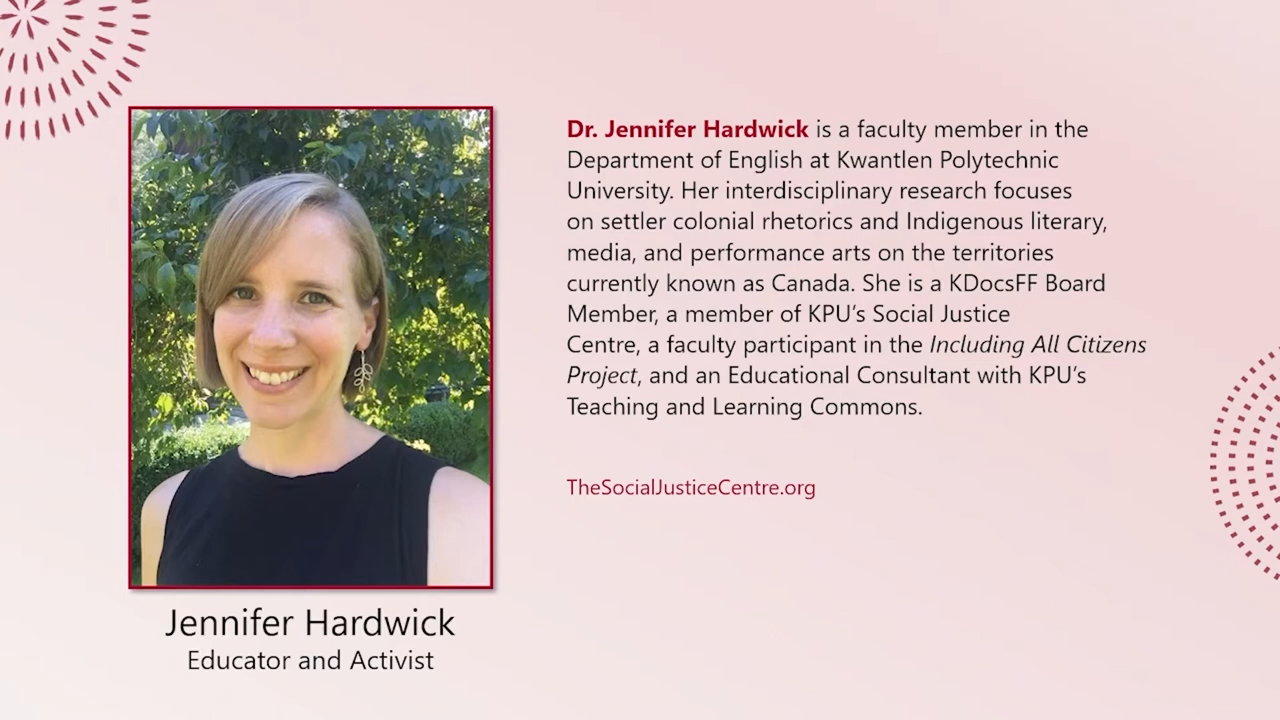 Dr. Jennifer Hardwick is a faculty member in the
Department of English at Kwantlen Polytechnic
University. Her interdisciplinary research focuses
on settler colonial rhetorics and Indigenous literary,
media, and performance arts on the territories
currently known as Canada. She is a KDocsFF Board
Member, a member of KPU’s Social Justice
Centre, a faculty participant in the Including All Citizens
Project, and an Educational Consultant with KPU’s
Teaching and Learning Commons.
TheSocialJusticeCentre.org
Jennifer Hardwick
Educator and Activist